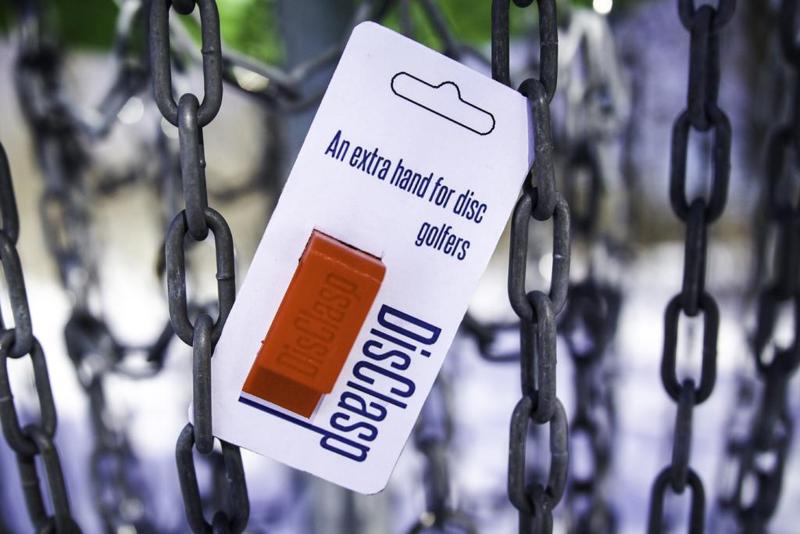 An extra hand for disc
golfers
DisClasp
DisClasp